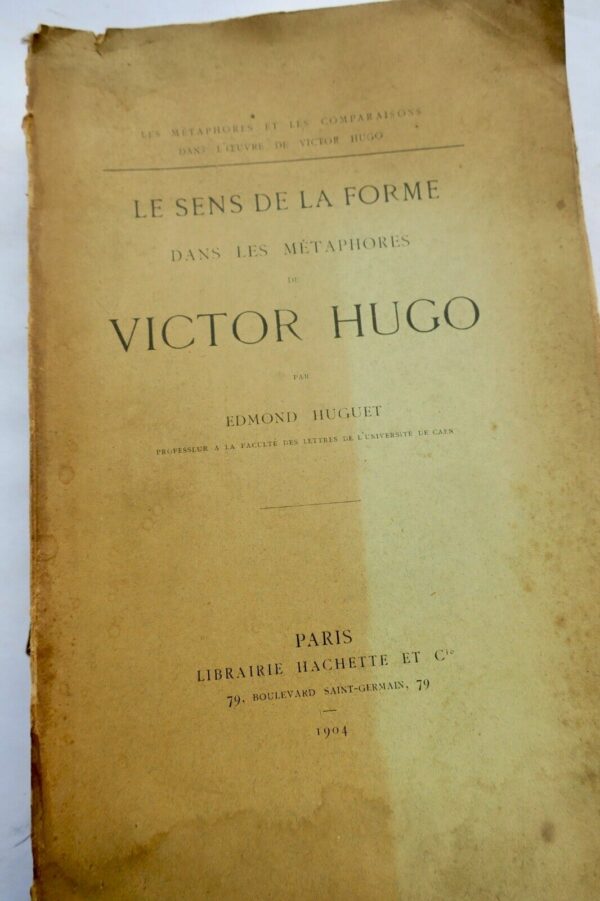 LES MÉTAPHORES ET LES COMPARAISONS
DANS L'ŒUVRE DE VICTOR HUGO
LE SENS DE LA FORME
DANS LES MÉTAPHORES
DE
VICTOR HUGO
PAR
EDMOND HUGUET
PROFESSEUR A LA FACULTÉ DES LETTRES DE L'UNIVERSITÉ DE CAEN
PARIS
LIBRAIRIE HACHETTE ET Cie
79, BOULEVARD SAINT-GERMAIN, 79
1904